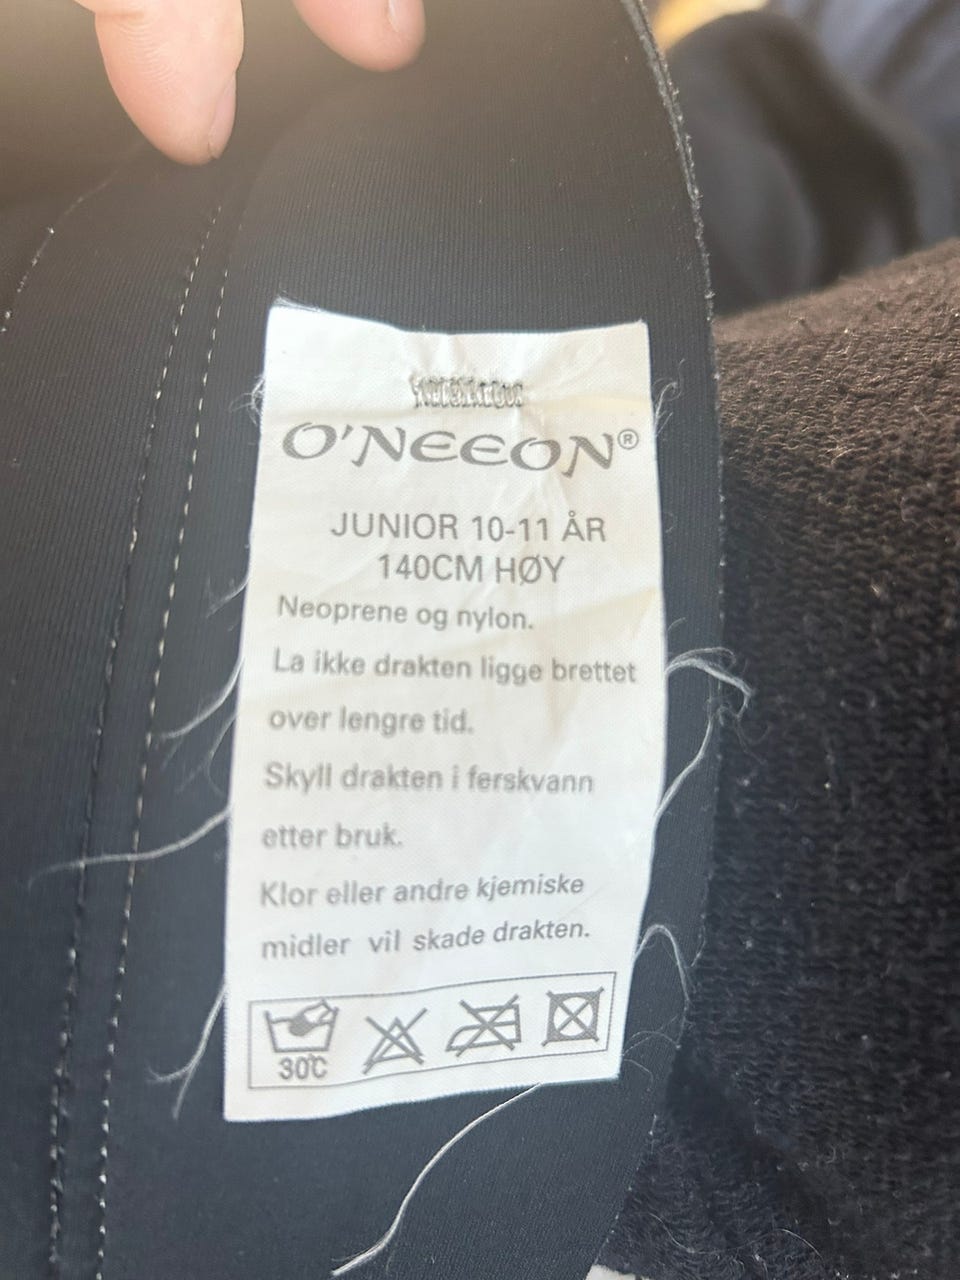 O'NEEON®
JUNIOR 10-11 ÅR
140CM HØY
Neoprene og nylon.
La ikke drakten ligge brettet
over lengre tid.
Skyll drakten i ferskvann
etter bruk.
Klor eller andre kjemiske
midler vil skade drakten.
30℃